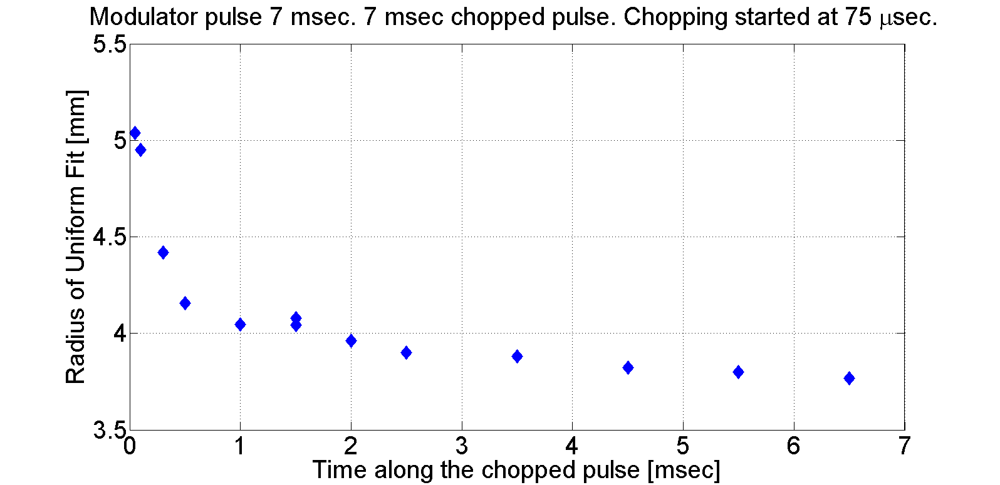 Modulator pulse 7 msec. 7 msec chopped pulse. Chopping started at 75 μsec.
5.5
5
4.5
4
3.5
Radius of Uniform Fit [mm]
0 1 2 3 4 5 6 7
Time along the chopped pulse [msec]